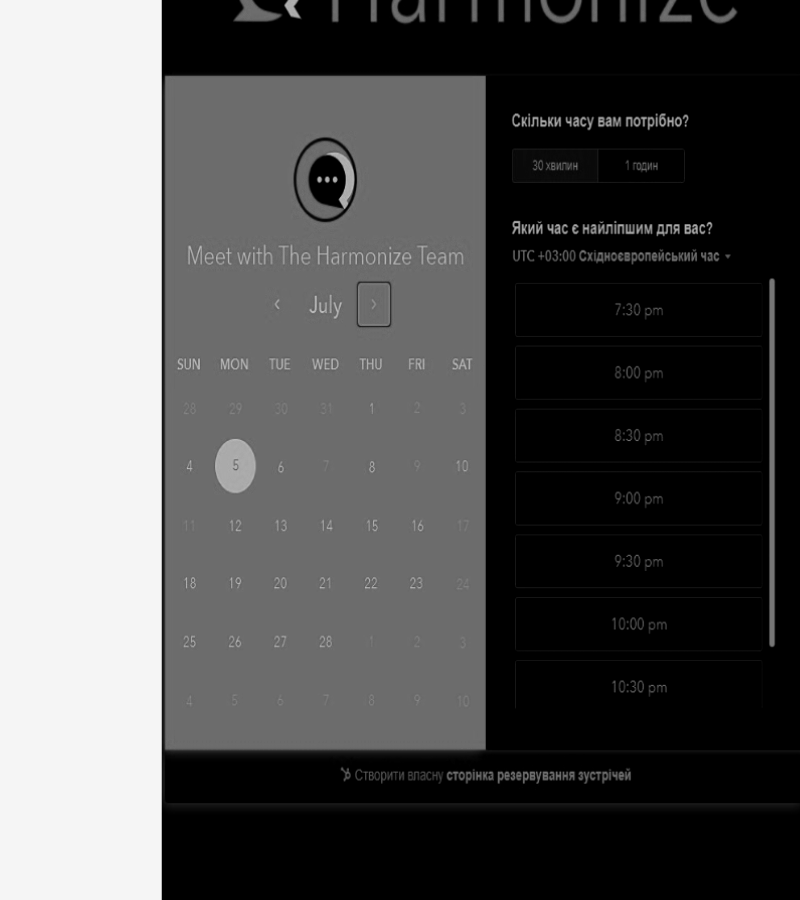 Harmonize
Meet with The Harmonize Team
July
SUN MON TUE WED THU FRI SAT
28 29 30 31 1 2 3
4 5 6 7 8 9 10
11 12 13 14 15 16 17
18 19 20 21 22 23 24
25 26 27 28 1 2 3
4 5 6 7 8 9 10
Скільки часу вам потрібно?
30 хвилин 1 годин
Який час є найліпшим для вас?
UTC +03:00 Східноєвропейський час
7:30 pm
8:00 pm
8:30 pm
9:00 pm
9:30 pm
10:00 pm
10:30 pm
Створити власну сторінка резервування зустрічей